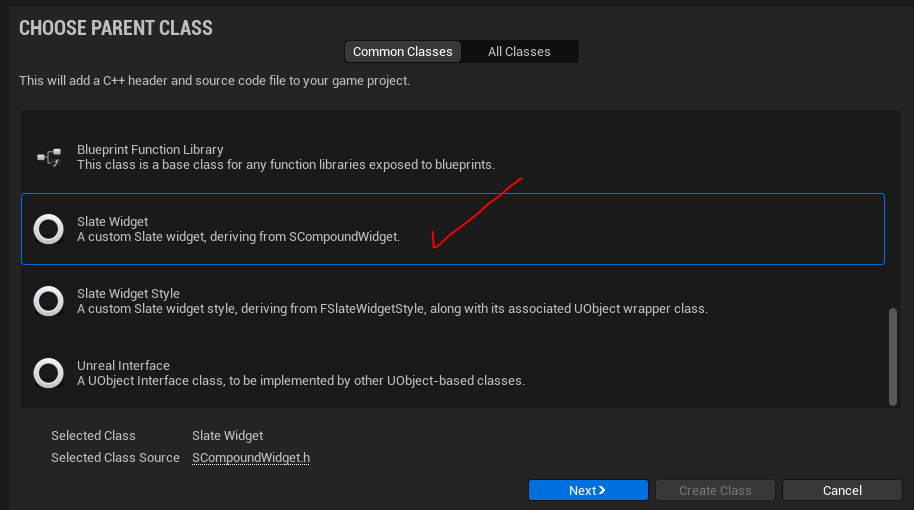 CHOOSE PARENT CLASS
Common Classes
All Classes
This will add a C++ header and source code file to your game project.
Blueprint Function Library
This class is a base class for any function libraries exposed to blueprints.
Slate Widget
A custom Slate widget, deriving from SCompoundWidget.
Slate Widget Style
A custom Slate widget style, deriving from FSlateWidgetStyle, along with its associated UObject wrapper class.
Unreal Interface
A UObject Interface class, to be implemented by other UObject-based classes.
Selected Class Slate Widget
Selected Class Source SCompoundWidget.h
Next Create Class Cancel